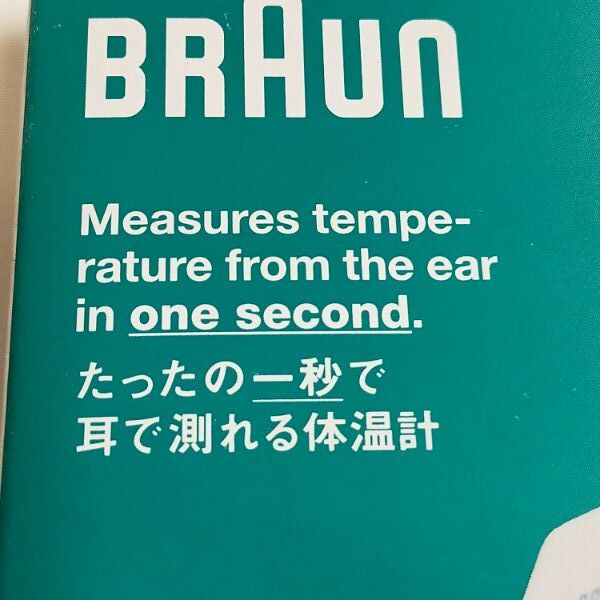 BRAUN
Measures tempe-
rature from the ear
in one second.
たったの一秒で
耳で測れる体温計